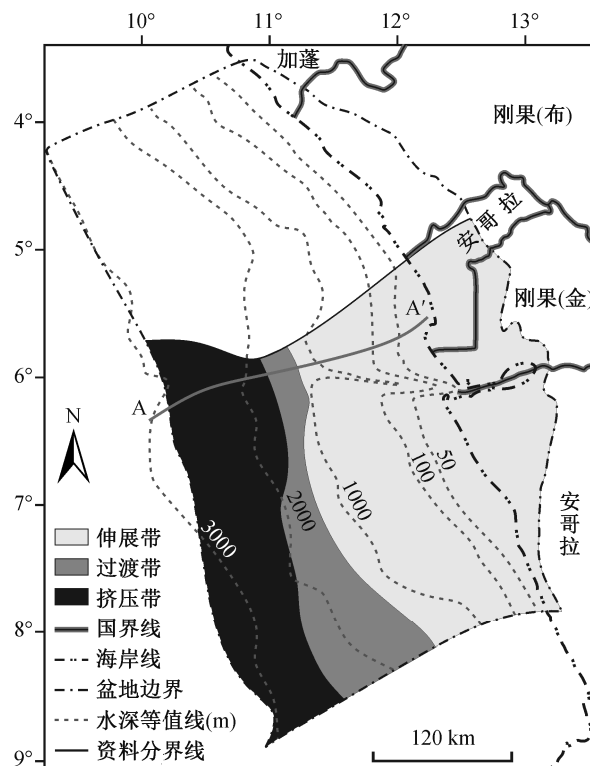 10° 11° 12° 13°
加蓬
刚果(布)
4°
安哥拉
5°
刚果(金)
A′
6°
A
N
50
100
7°
1000
2000
安哥拉
3000
伸展带
过渡带
挤压带
8°
国界线
海岸线
盆地边界
水深等值线(m)
120 km
资料分界线
9°